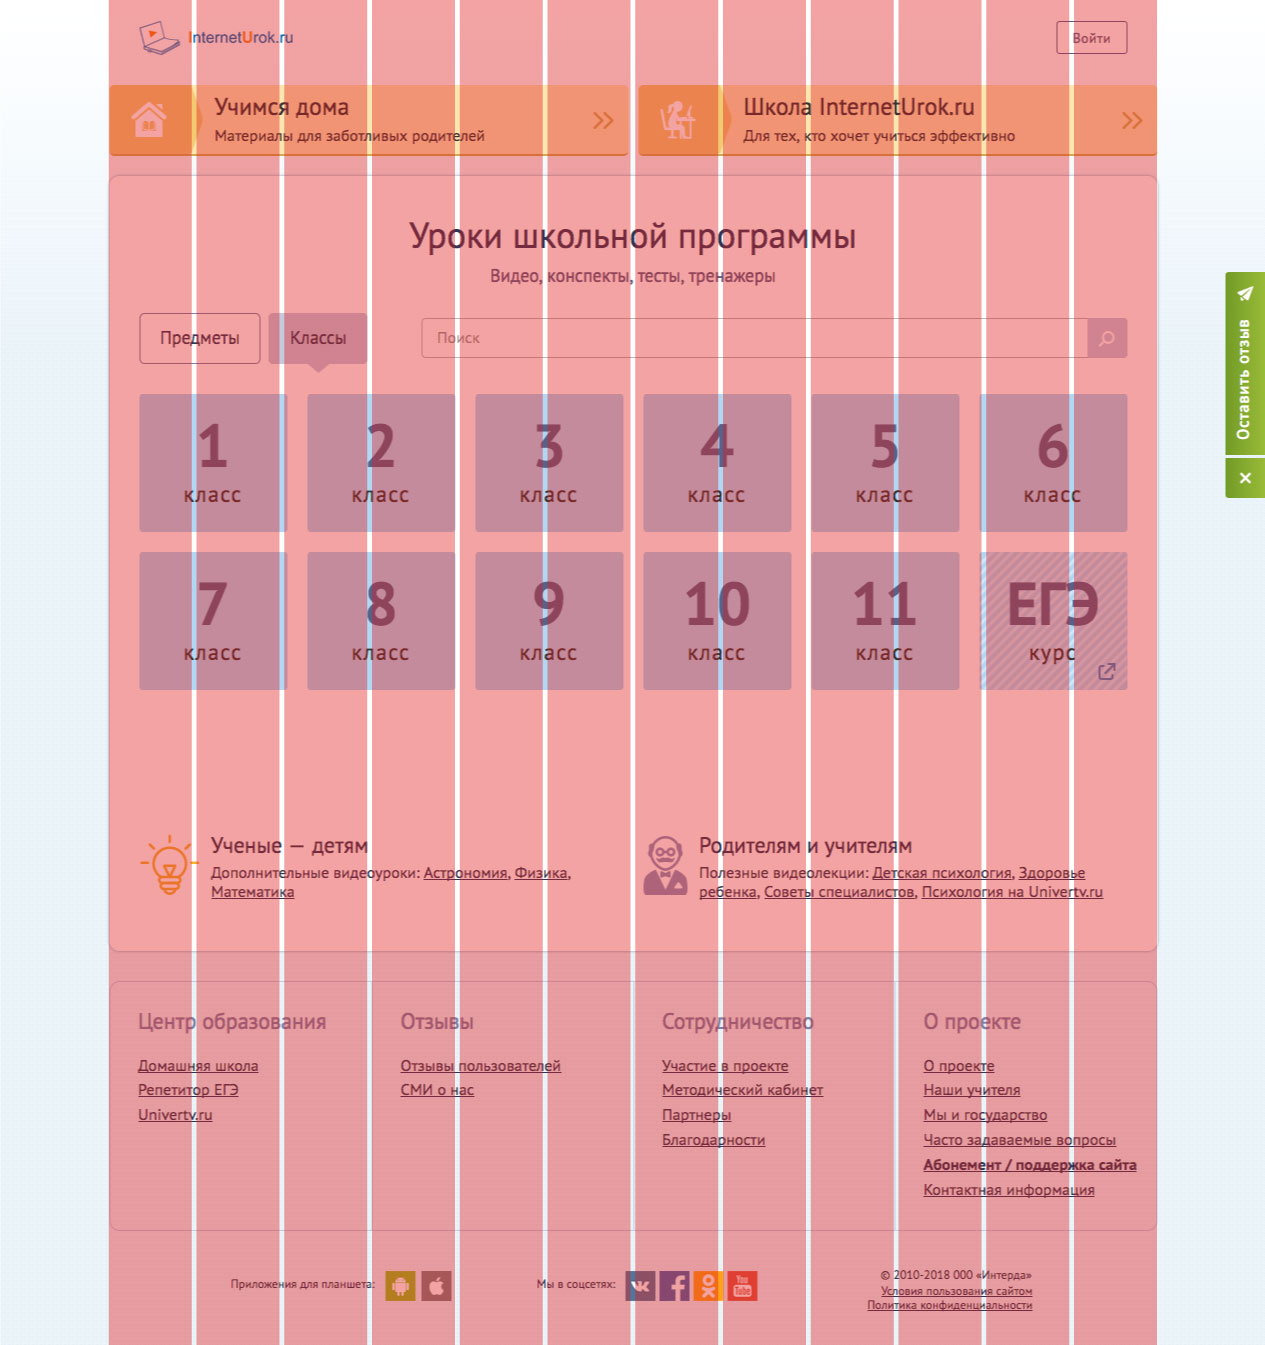 InternetUrok.ru
Войти
Учимся дома
Материалы для заботливых родителей
Школа InternetUrok.ru
Для тех, кто хочет учиться эффективно
Уроки школьной программы
Видео, конспекты, тесты, тренажеры
Предметы
Классы
Поиск
1
класс
2
класс
3
класс
4
класс
5
класс
6
класс
7
класс
8
класс
9
класс
10
класс
11
класс
ЕГЭ
курс
Оставить отзыв
Ученые — детям
Дополнительные видеоуроки: Астрономия, Физика,
Математика
Родителям и учителям
Полезные видеолекции: Детская психология, Здоровье
ребенка, Советы специалистов, Психология на Univertv.ru
Центр образования
Домашняя школа
Репетитор ЕГЭ
Univertv.ru
Отзывы
Отзывы пользователей
СМИ о нас
Сотрудничество
Участие в проекте
Методический кабинет
Партнеры
Благодарности
О проекте
О проекте
Наши учителя
Мы и государство
Часто задаваемые вопросы
Абонемент / поддержка сайта
Контактная информация
Приложения для планшета:
Мы в соцсетях:
You
Tube
© 2010-2018 ООО «Интерда»
Условия пользования сайтом
Политика конфиденциальности